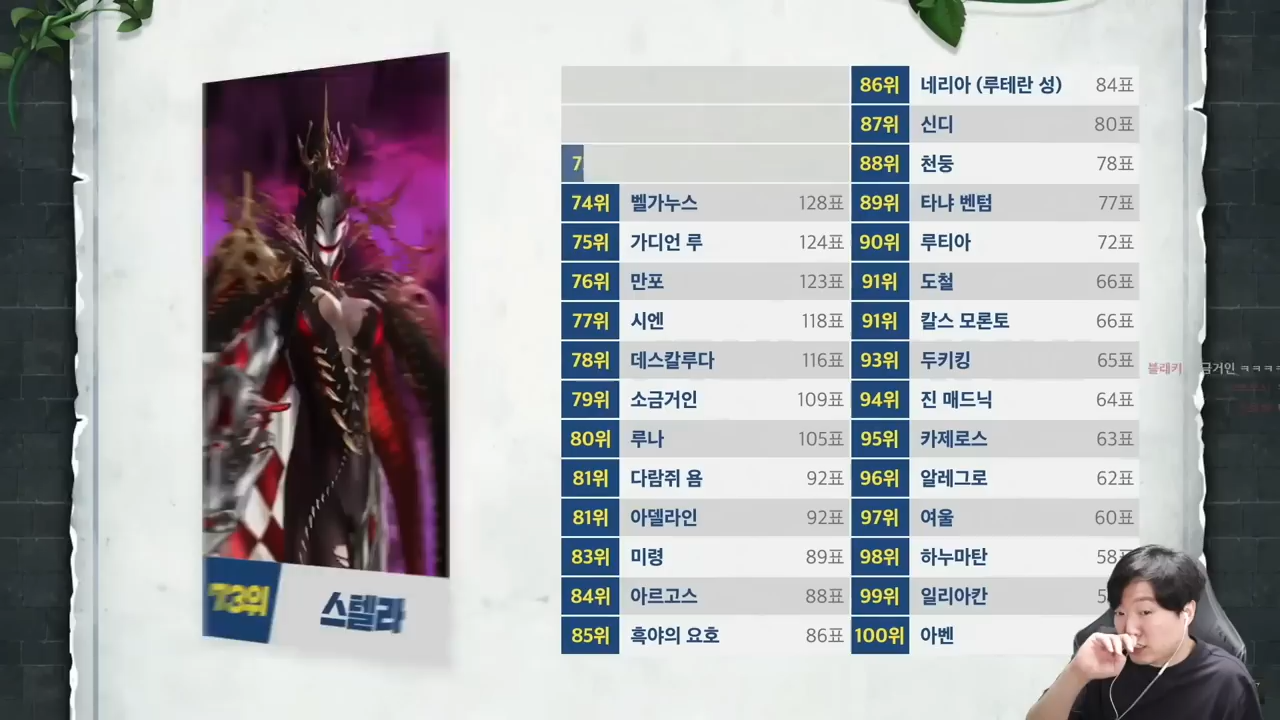 73위 스텔라
7
74위 벨가누스 128표
75위 가디언 루 124표
76위 만포 123표
77위 시엔 118표
78위 데스칼루다 116표
79위 소금거인 109표
80위 루나 105표
81위 다람쥐 욤 92표
81위 아델라인 92표
83위 미령 89표
84위 아르고스 88표
85위 흑야의 요호 86표
86위 네리아 (루테란 성) 84표
87위 신디 80표
88위 천둥 78표
89위 타냐 벤텀 77표
90위 루티아 72표
91위 도철 66표
91위 칼스 모론토 66표
93위 두키킹 65표
94위 진 매드닉 64표
95위 카제로스 63표
96위 알레그로 62표
97위 여울 60표
98위 하누마탄 58표
99위 일리아칸 5
100위 아벤
블래키 금거인 ㅋㅋㅋㅋ